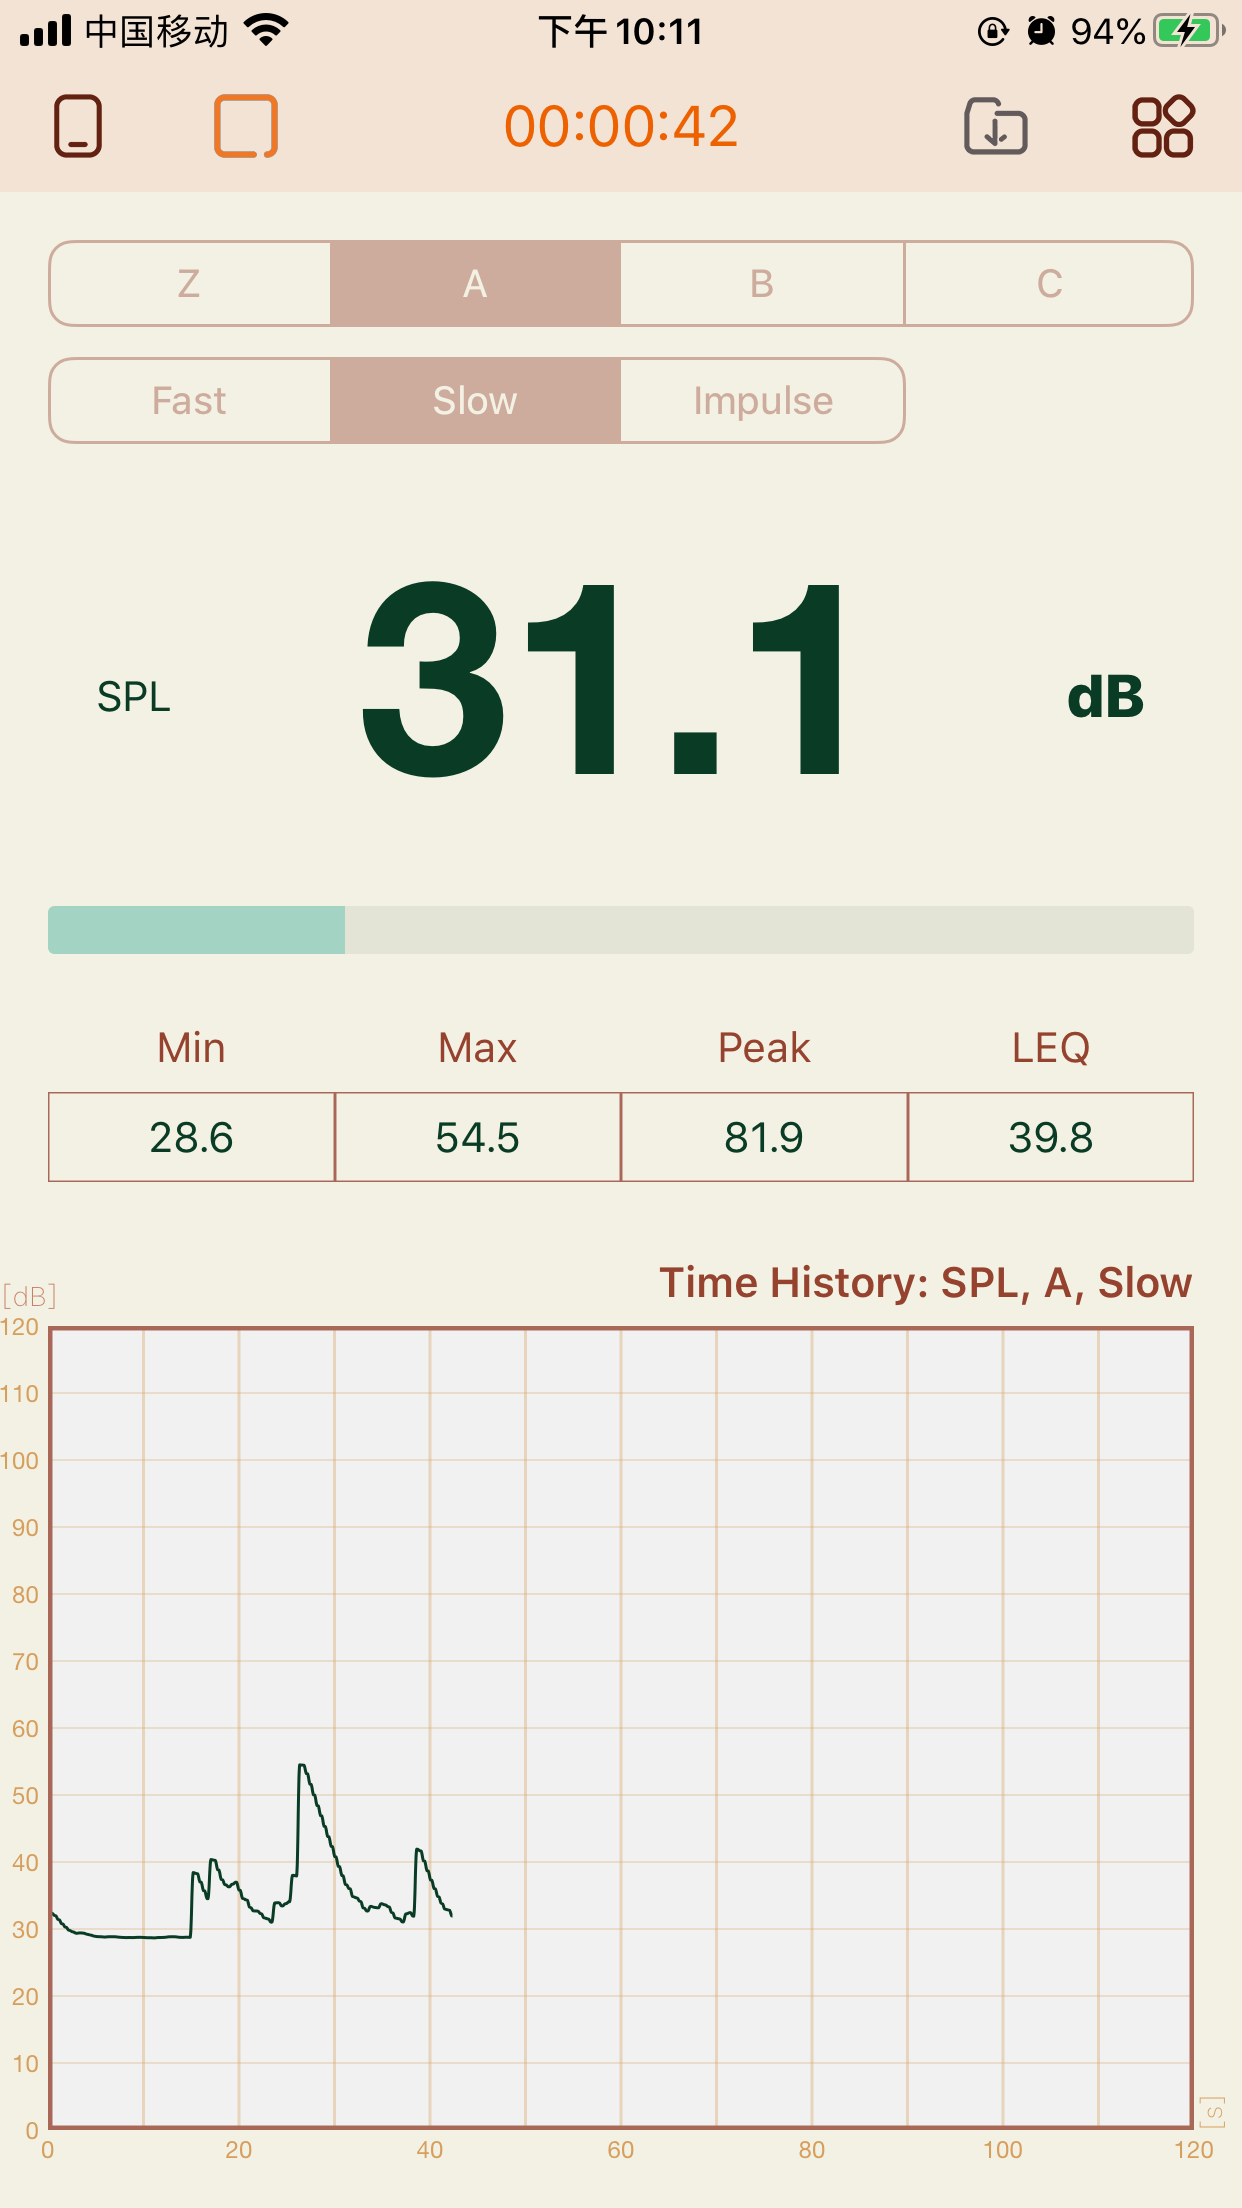 中国移动 下午10:11 94%
00:00:42
Z A B C
Fast Slow Impulse
SPL 31.1 dB
Min Max Peak LEQ
28.6 54.5 81.9 39.8
Time History: SPL, A, Slow
[dB]
120
110
100
90
80
70
60
50
40
30
20
10
0
[s]
0 20 40 60 80 100 120